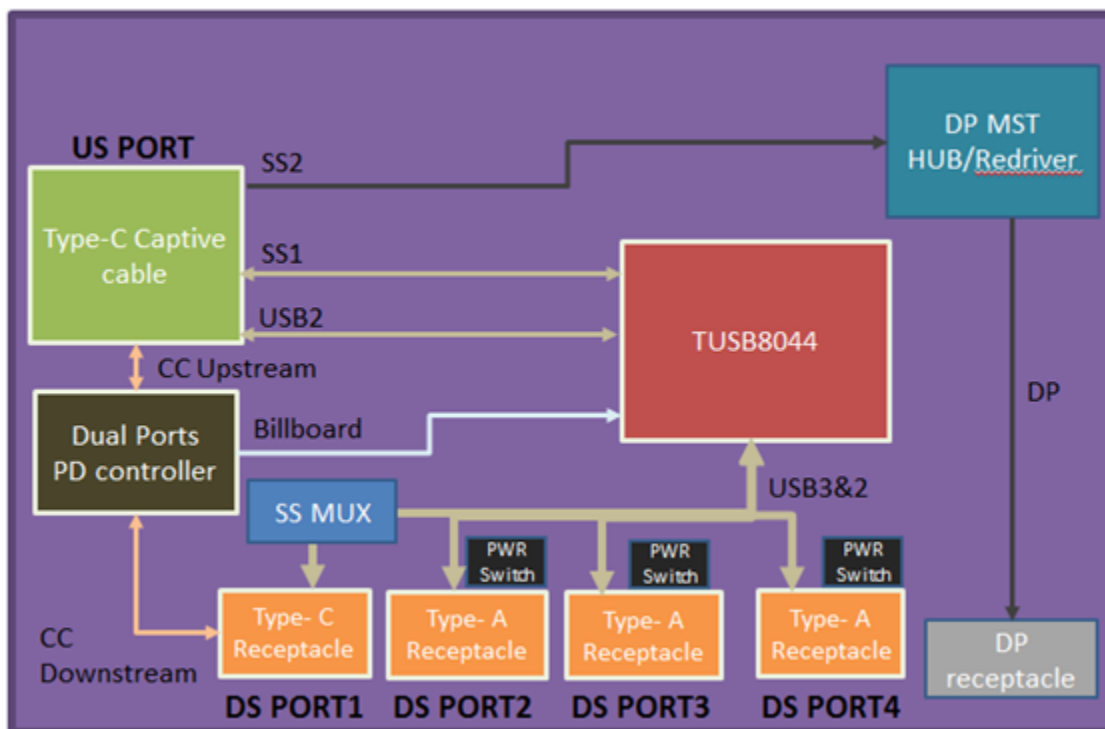 US PORT
Type-C Captive
cable
SS2
DP MST
HUB/Redriver
SS1
USB2
TUSB8044
CC Upstream
DP
Dual Ports
PD controller
Billboard
USB3&2
SS MUX
PWR
Switch
PWR
Switch
PWR
Switch
Type- C
Receptacle
Type- A
Receptacle
Type- A
Receptacle
Type- A
Receptacle
CC
Downstream
DP
receptacle
DS PORT1
DS PORT2
DS PORT3
DS PORT4